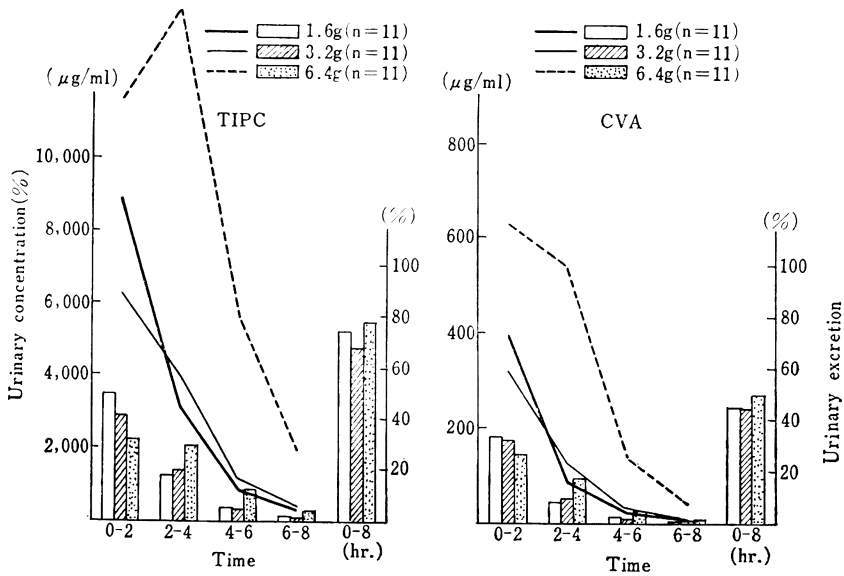 1.6g(n=11)
3.2g(n=11)
6.4g(n=11)
(μg/ml)
TIPC
10,000
8,000
6,000
4,000
2,000
Urinary concentration(%)
(%)
100
80
60
40
20
0-2 2-4 4-6 6-8 0-8
(hr.)
Time
1.6g(n=11)
3.2g(n=11)
6.4g(n=11)
(μg/ml)
CVA
800
600
400
200
(%)
100
80
60
40
20
Urinary excretion
0-2 2-4 4-6 6-8 0-8
(hr.)
Time